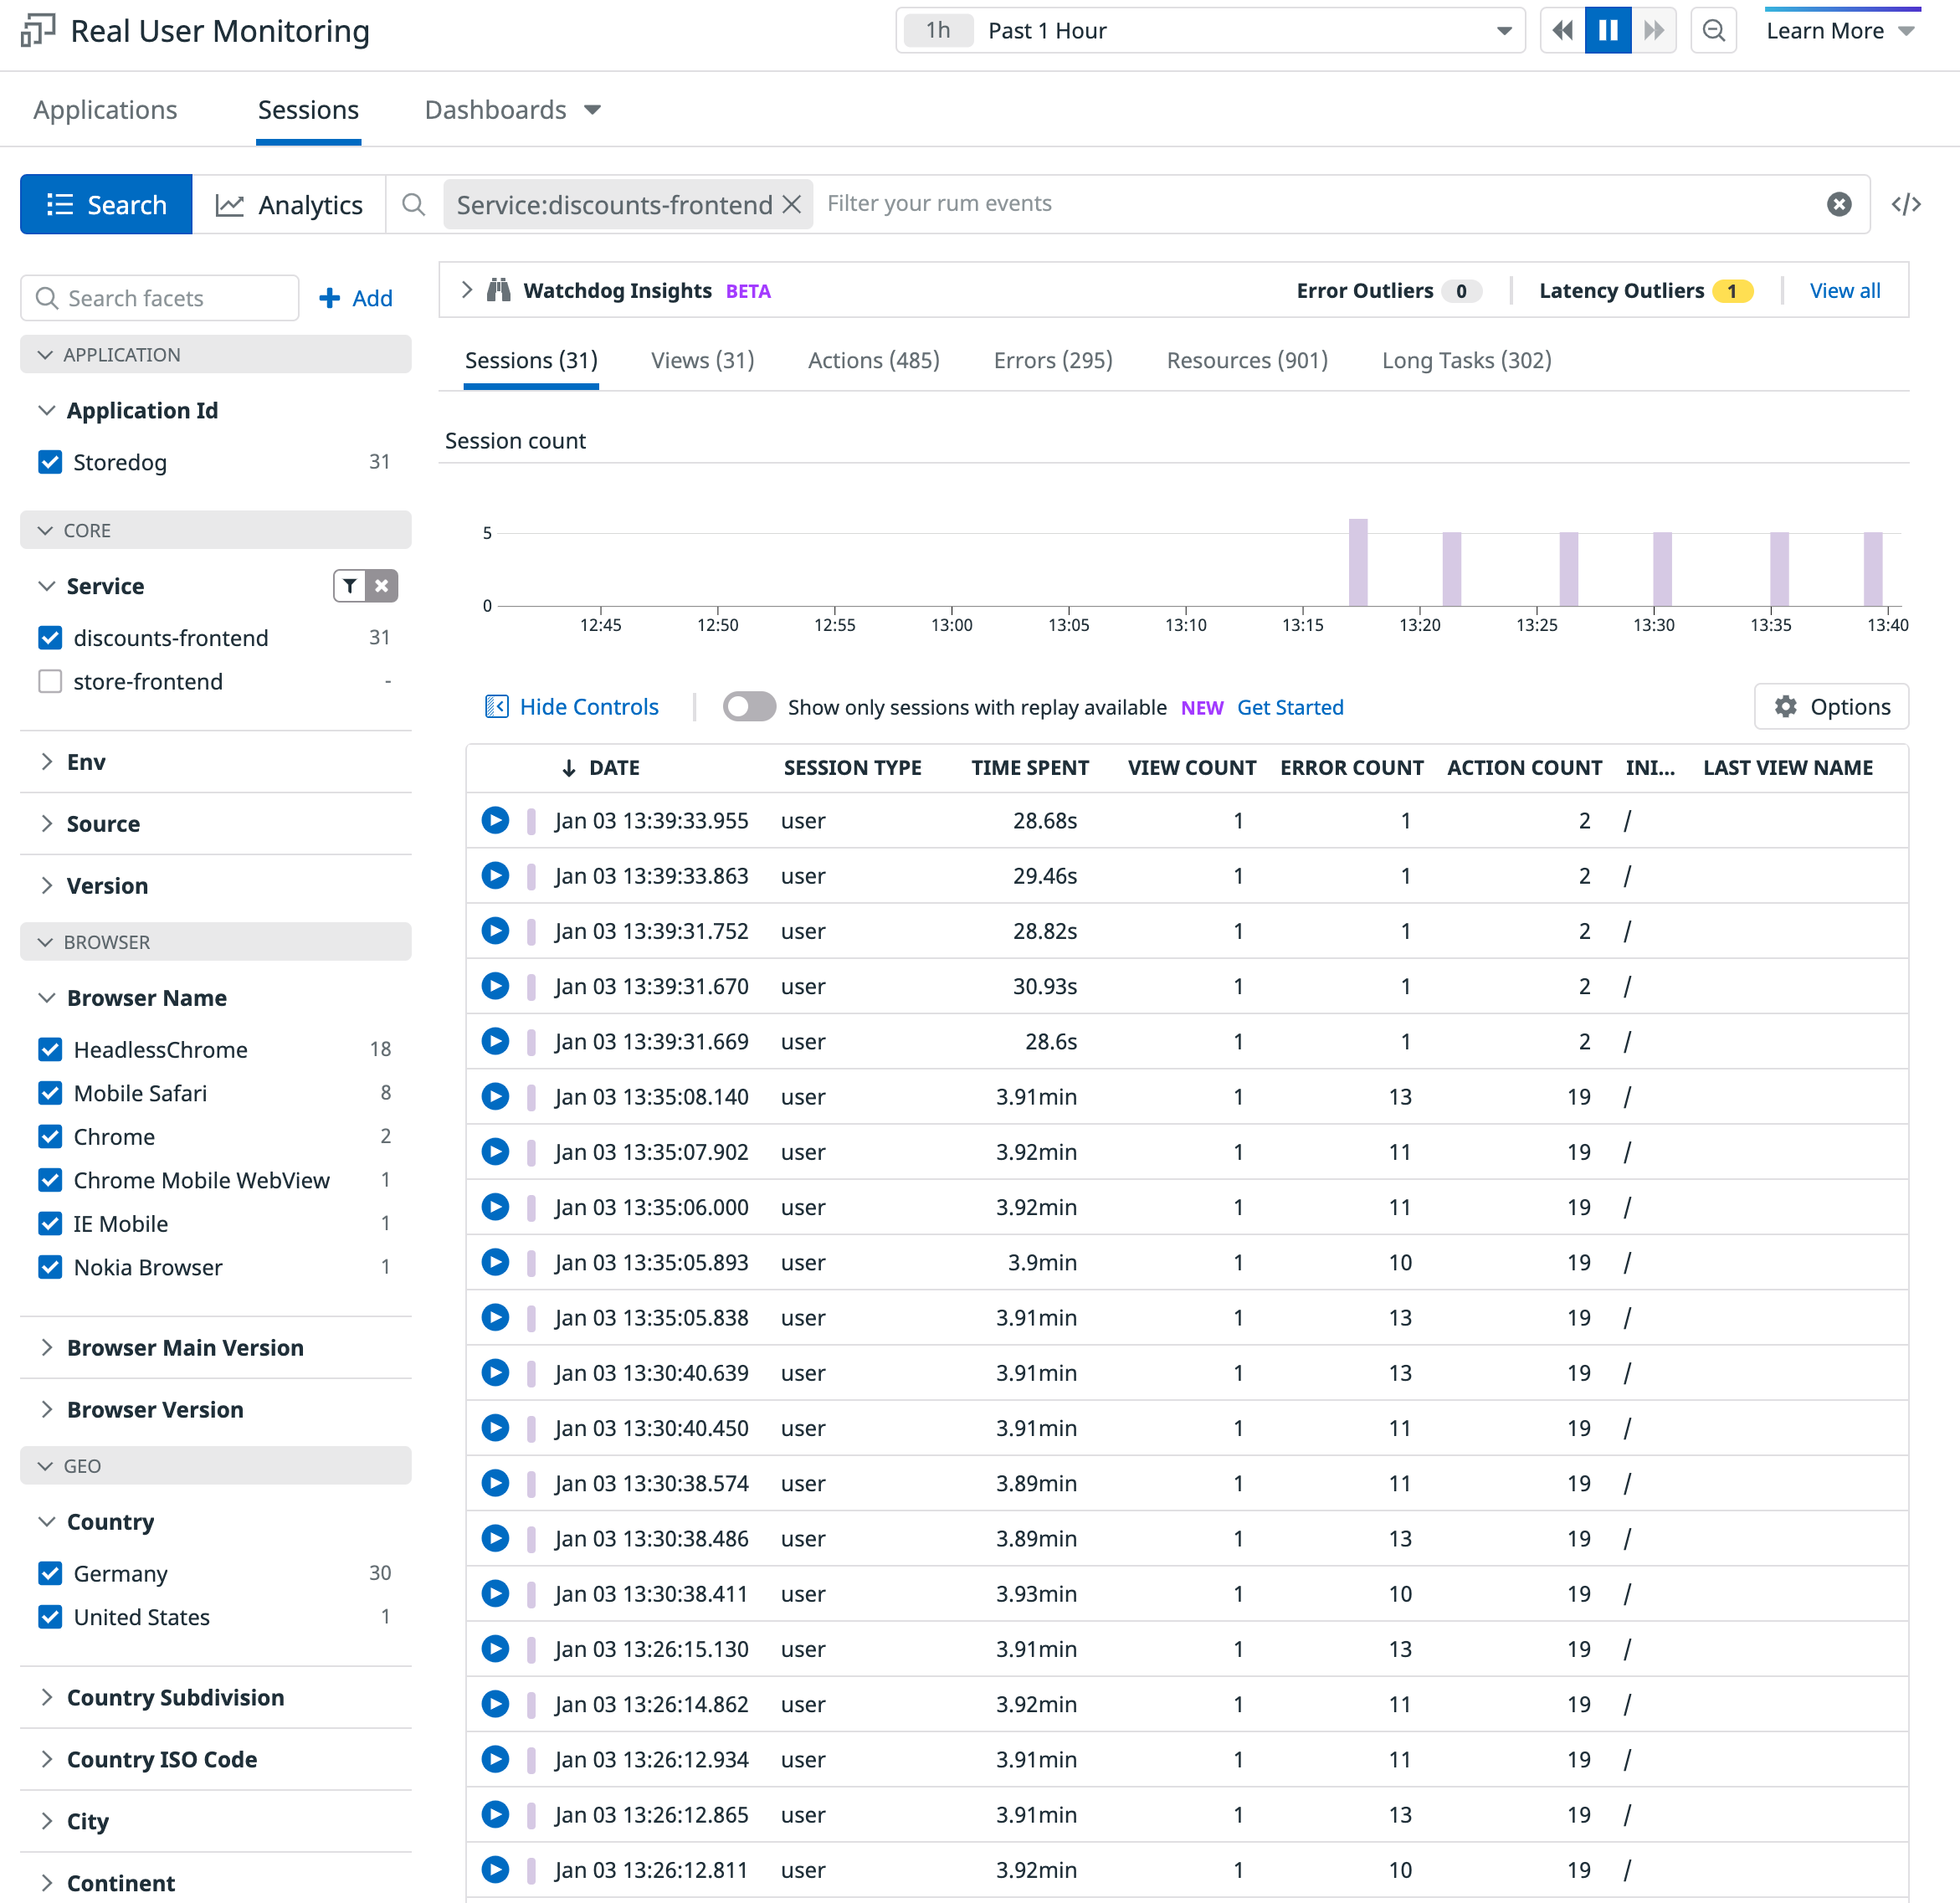 Real User Monitoring
1h Past 1 Hour
Learn More
Applications Sessions Dashboards
Search Analytics Service:discounts-frontend Filter your rum events </>
Search facets Add
APPLICATION
Application Id
Storedog 31
CORE
Service
discounts-frontend 31
store-frontend -
Env
Source
Version
BROWSER
Browser Name
HeadlessChrome 18
Mobile Safari 8
Chrome 2
Chrome Mobile WebView 1
IE Mobile 1
Nokia Browser 1
Browser Main Version
Browser Version
GEO
Country
Germany 30
United States 1
Country Subdivision
Country ISO Code
City
Continent
Watchdog Insights BETA Error Outliers 0 Latency Outliers 1 View all
Sessions (31) Views (31) Actions (485) Errors (295) Resources (901) Long Tasks (302)
Session count
5
0
12:45 12:50 12:55 13:00 13:05 13:10 13:15 13:20 13:25 13:30 13:35 13:40
Hide Controls Show only sessions with replay available NEW Get Started Options
DATE SESSION TYPE TIME SPENT VIEW COUNT ERROR COUNT ACTION COUNT INI... LAST VIEW NAME
Jan 03 13:39:33.955 user 28.68s 1 1 2 /
Jan 03 13:39:33.863 user 29.46s 1 1 2 /
Jan 03 13:39:31.752 user 28.82s 1 1 2 /
Jan 03 13:39:31.670 user 30.93s 1 1 2 /
Jan 03 13:39:31.669 user 28.6s 1 1 2 /
Jan 03 13:35:08.140 user 3.91min 1 13 19 /
Jan 03 13:35:07.902 user 3.92min 1 11 19 /
Jan 03 13:35:06.000 user 3.92min 1 11 19 /
Jan 03 13:35:05.893 user 3.9min 1 10 19 /
Jan 03 13:35:05.838 user 3.91min 1 13 19 /
Jan 03 13:30:40.639 user 3.91min 1 13 19 /
Jan 03 13:30:40.450 user 3.91min 1 11 19 /
Jan 03 13:30:38.574 user 3.89min 1 11 19 /
Jan 03 13:30:38.486 user 3.89min 1 13 19 /
Jan 03 13:30:38.411 user 3.93min 1 10 19 /
Jan 03 13:26:15.130 user 3.91min 1 13 19 /
Jan 03 13:26:14.862 user 3.92min 1 11 19 /
Jan 03 13:26:12.934 user 3.91min 1 11 19 /
Jan 03 13:26:12.865 user 3.91min 1 13 19 /
Jan 03 13:26:12.811 user 3.92min 1 10 19 /